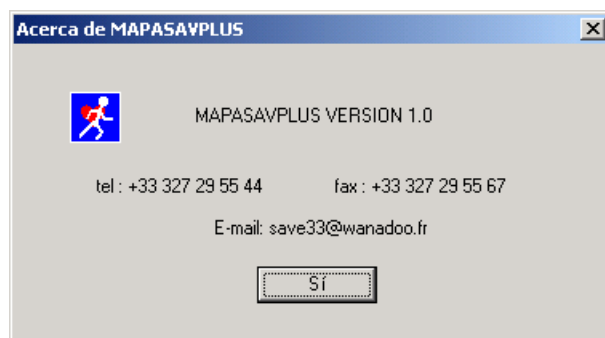 Acerca de MAPASAVPLUS
MAPASAVPLUS VERSION 1.0
tel : +33 327 29 55 44 fax : +33 327 29 55 67
E-mail: save33@wanadoo.fr
Sí